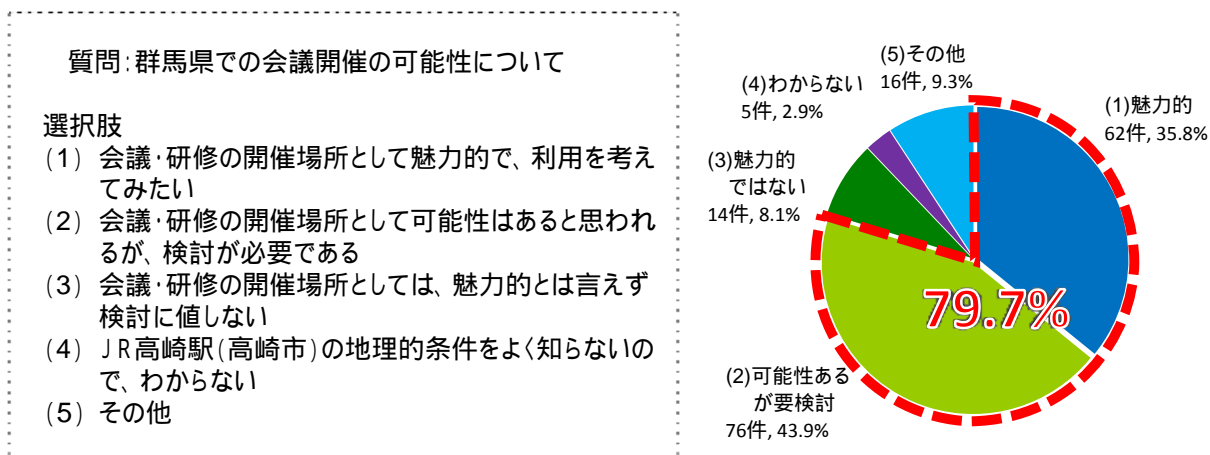 質問:群馬県での会議開催の可能性について
選択肢
(1) 会議・研修の開催場所として魅力的で、利用を考え
てみたい
(2) 会議・研修の開催場所として可能性はあると思われ
るが、検討が必要である
(3) 会議・研修の開催場所としては、魅力的とは言えず
検討に値しない
(4) JR高崎駅(高崎市)の地理的条件をよく知らないの
で、わからない
(5) その他
(5)その他
16件, 9.3%
(4)わからない
5件, 2.9%
(1)魅力的
62件, 35.8%
(3)魅力的
ではない
14件, 8.1%
79.7%
(2)可能性ある
が要検討
76件, 43.9%